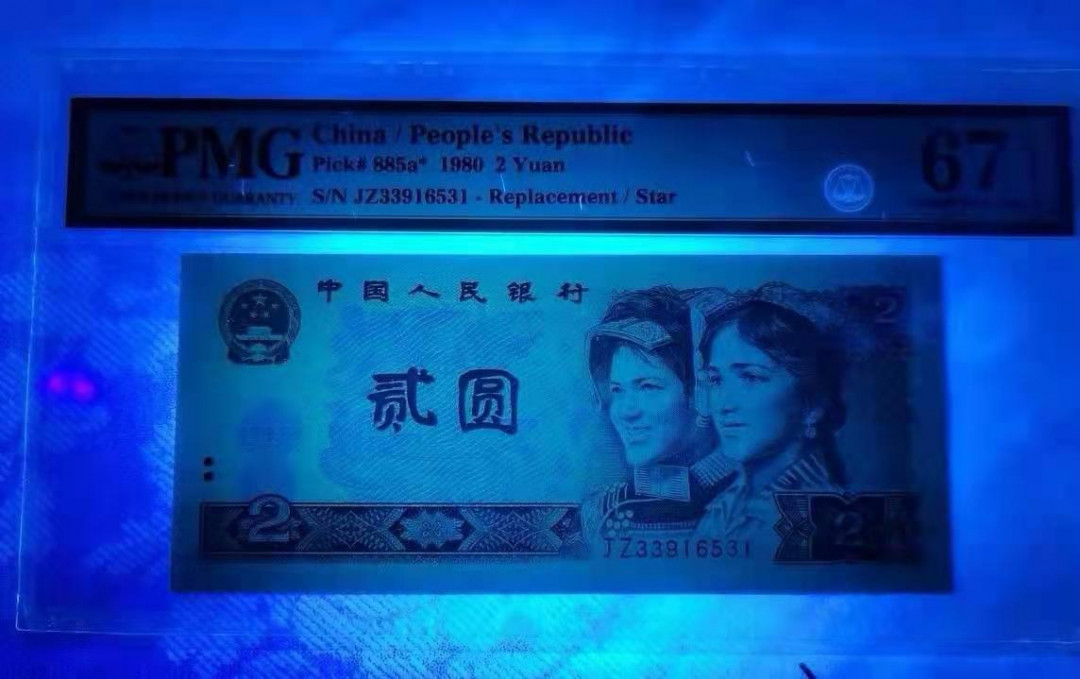 PMG
China / People's Republic
Pick# 885a* 1980 2 Yuan
GUARANTY
S/N JZ33916531 - Replacement / Star
67
中国人民银行
2
贰圆
2
JZ33916531
2